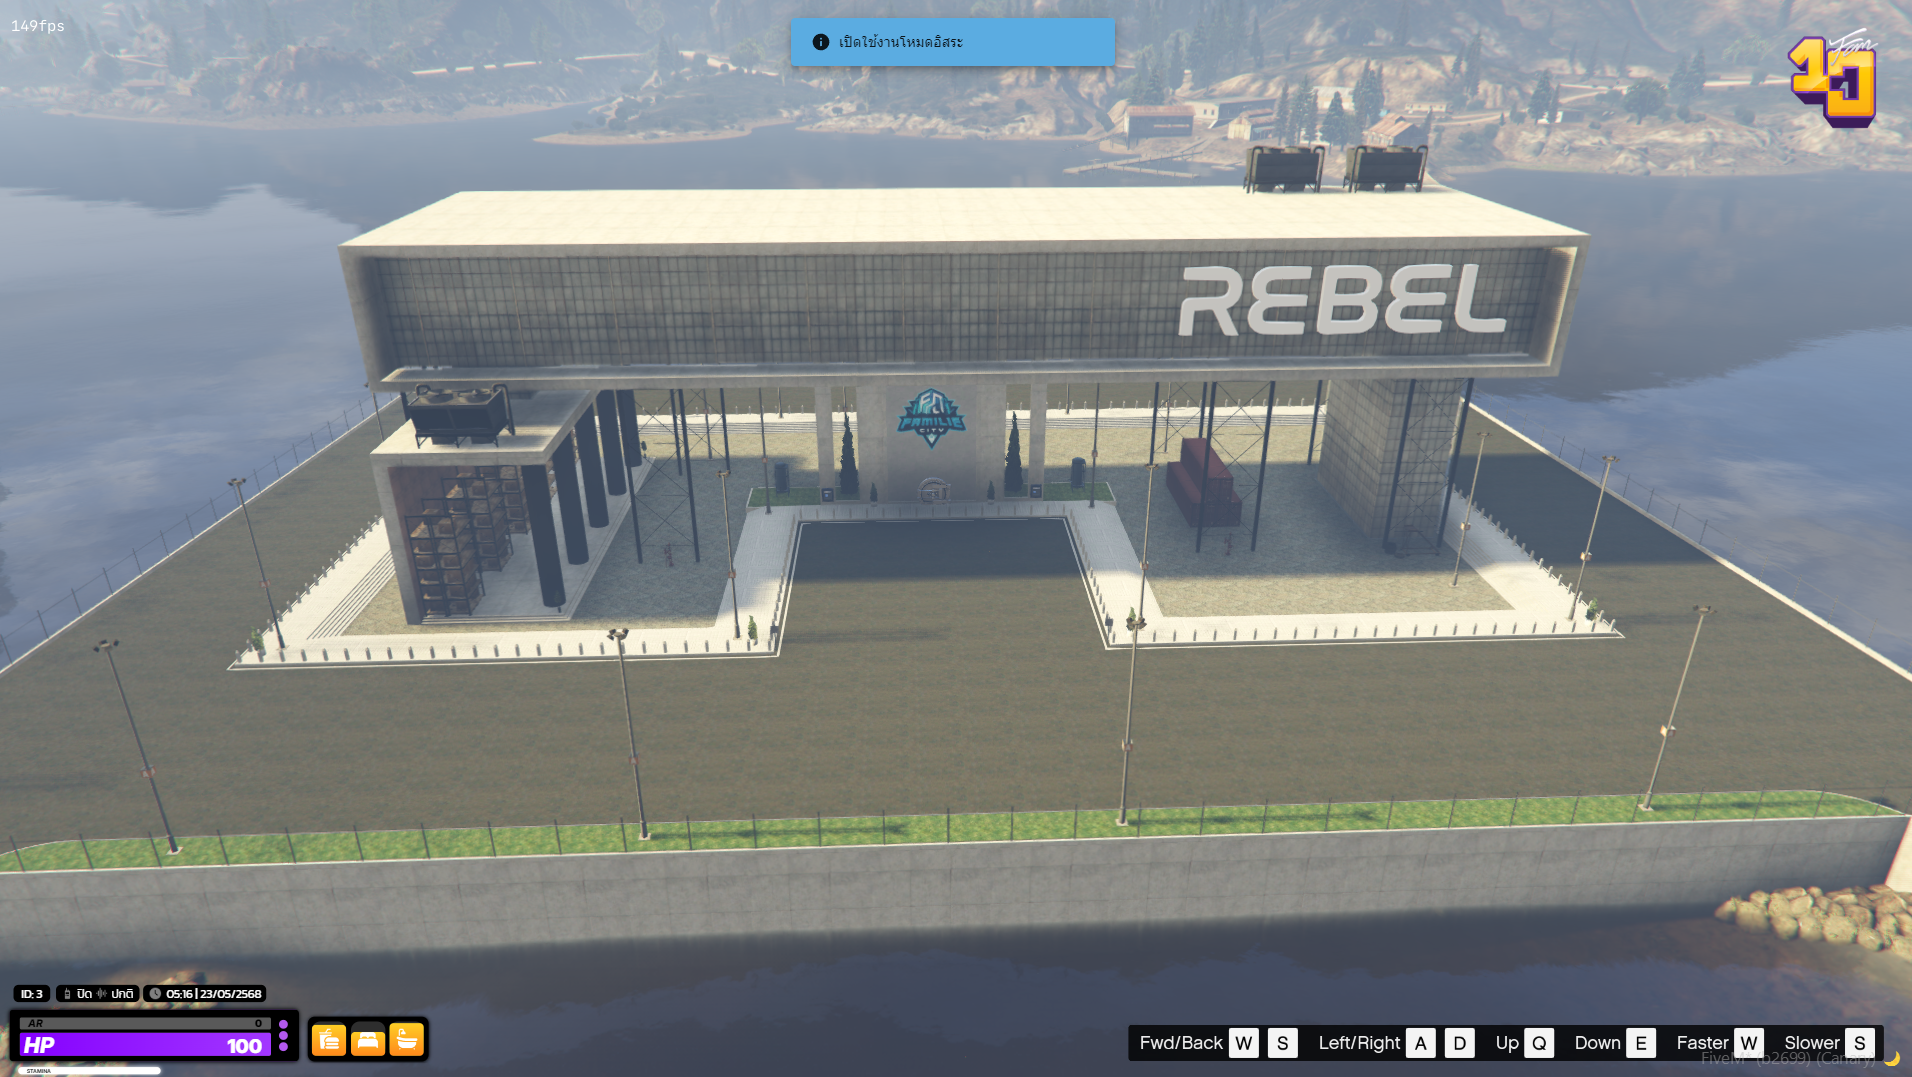 149fps
เปิดใช้งานโหมดอิสระ
Fam
REBEL
FAMILIE
CITY
ID: 3
ปิด
ปกติ
05:16 | 23/05/2568
AR 0
HP 100
STAMINA
Fwd/Back W S Left/Right A D Up Q Down E Faster W Slower S
FiveM* (b2699) (Canary)